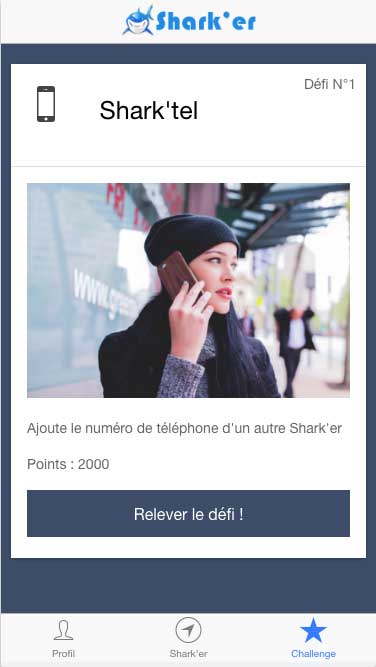 Shark'er
Défi N°1
Shark'tel
Ajoute le numéro de téléphone d'un autre Shark'er
Points : 2000
Relever le défi !
Profil
Shark'er
Challenge